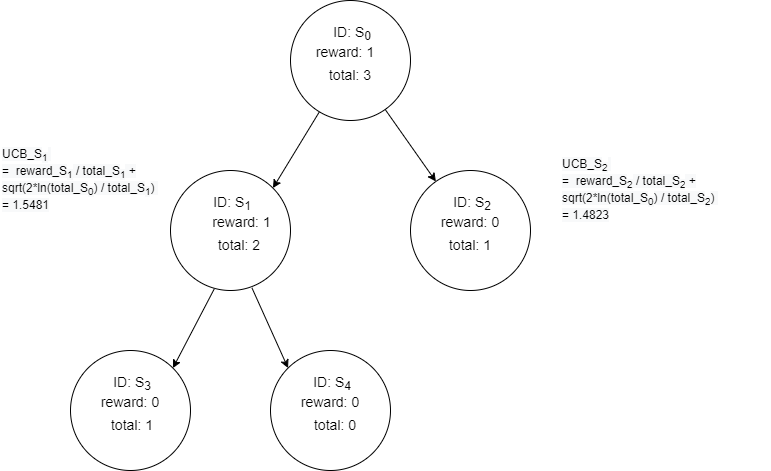 ID: S₀
reward: 1
total: 3
UCB_S₁
= reward_S₁ / total_S₁ +
sqrt(2*ln(total_S₀) / total_S₁)
= 1.5481
UCB_S₂
= reward_S₂ / total_S₂ +
sqrt(2*ln(total_S₀) / total_S₂)
= 1.4823
ID: S₁
reward: 1
total: 2
ID: S₂
reward: 0
total: 1
ID: S₃
reward: 0
total: 1
ID: S₄
reward: 0
total: 0